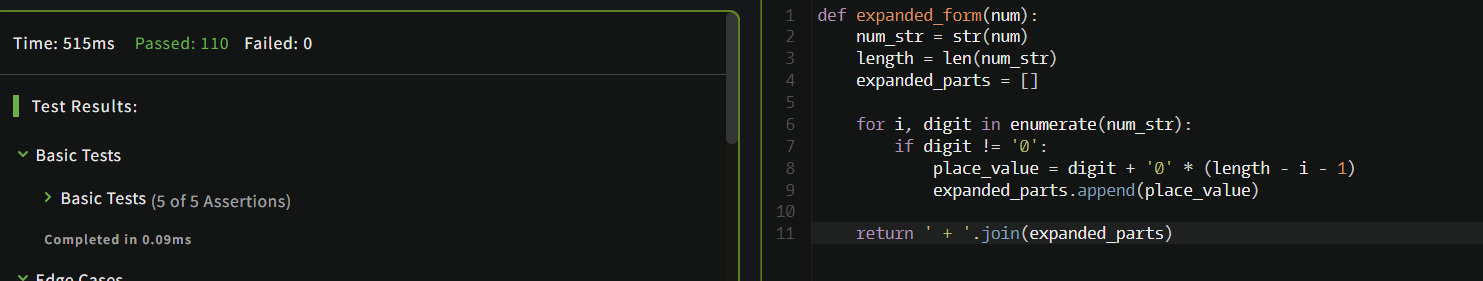 Time: 515ms Passed: 110 Failed: 0
Test Results:
Basic Tests
Basic Tests (5 of 5 Assertions)
Completed in 0.09ms
Edge Cases
1 def expanded_form(num):
2     num_str = str(num)
3     length = len(num_str)
4     expanded_parts = []
5
6     for i, digit in enumerate(num_str):
7         if digit != '0':
8             place_value = digit + '0' * (length - i - 1)
9             expanded_parts.append(place_value)
10
11     return ' + '.join(expanded_parts)